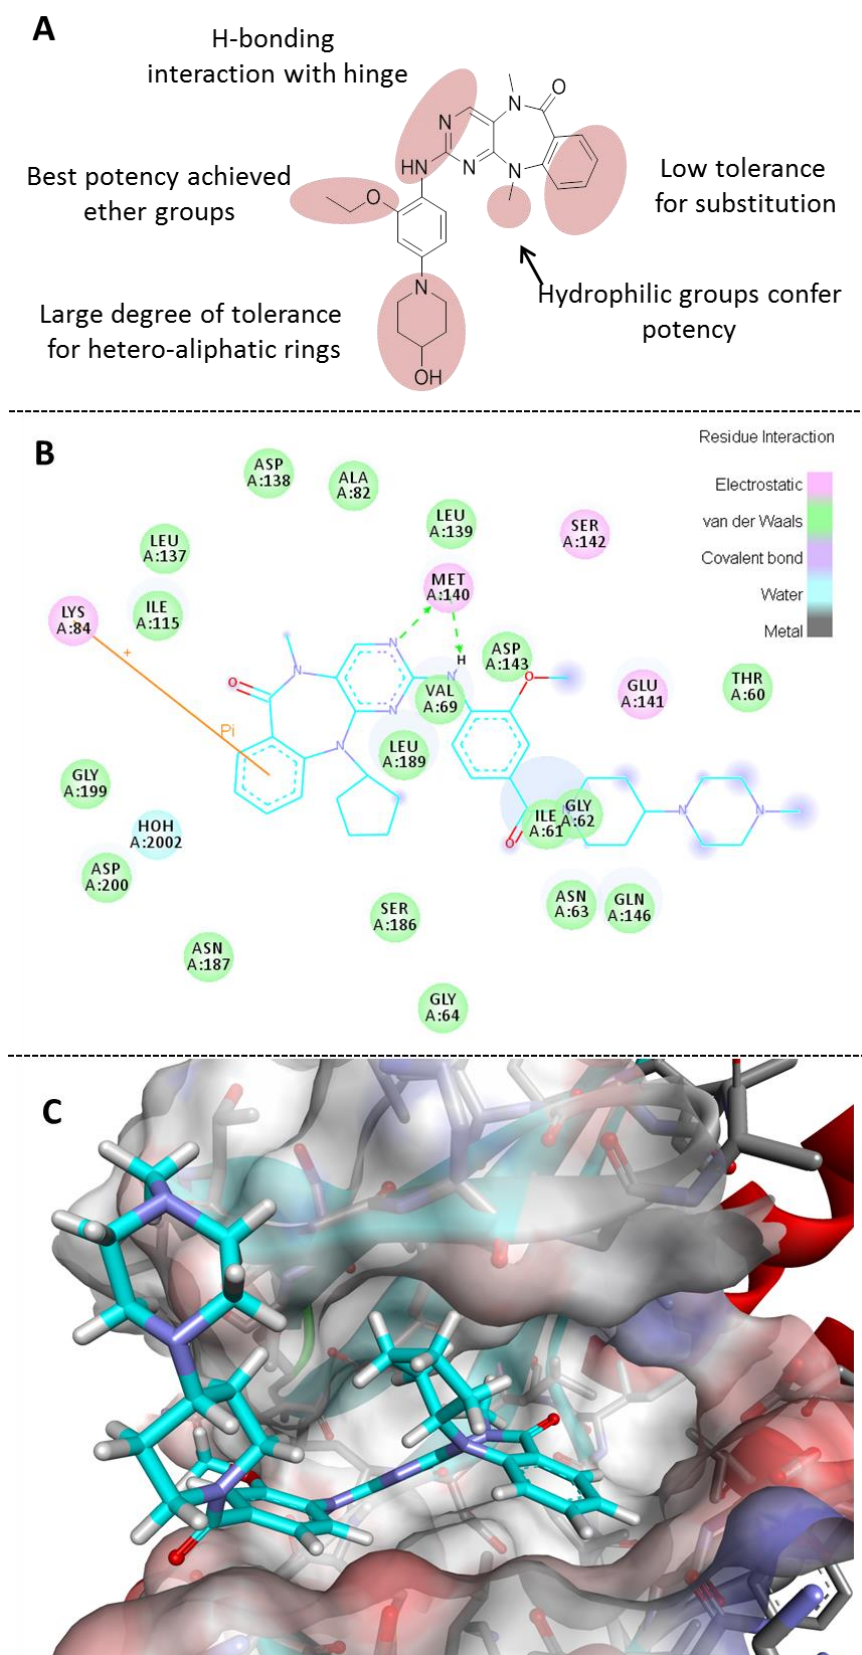 A
H-bonding
interaction with hinge
N
O
N
HN
N
N
Best potency achieved
ether groups
O
Low tolerance
for substitution
N
Large degree of tolerance
for hetero-aliphatic rings
Hydrophilic groups confer
potency
OH
B
Residue Interaction
Electrostatic
van der Waals
Covalent bond
Water
Metal
ASP
A:138
ALA
A:82
LEU
A:139
SER
A:142
LEU
A:137
MET
A:140
LYS
A:84
ILE
A:115
+
N
N
H
N
ASP
A:143
O
THR
A:60
GLU
A:141
O
VAL
A:69
N
Pi
N
LEU
A:189
GLY
A:199
HOH
A:2002
ILE
A:61
GLY
A:62
N
N
O
ASP
A:200
SER
A:186
ASN
A:63
GLN
A:146
ASN
A:187
GLY
A:64
C